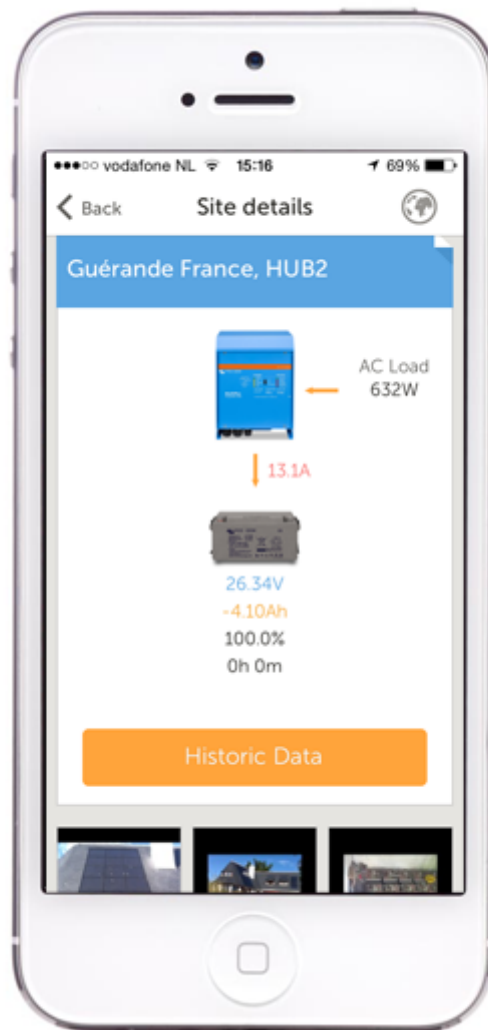 ●●●○○ vodafone NL 15:16 69%
Back Site details
Guérande France, HUB2
AC Load
632W
13.1A
26.34V
-4.10Ah
100.0%
0h 0m
Historic Data